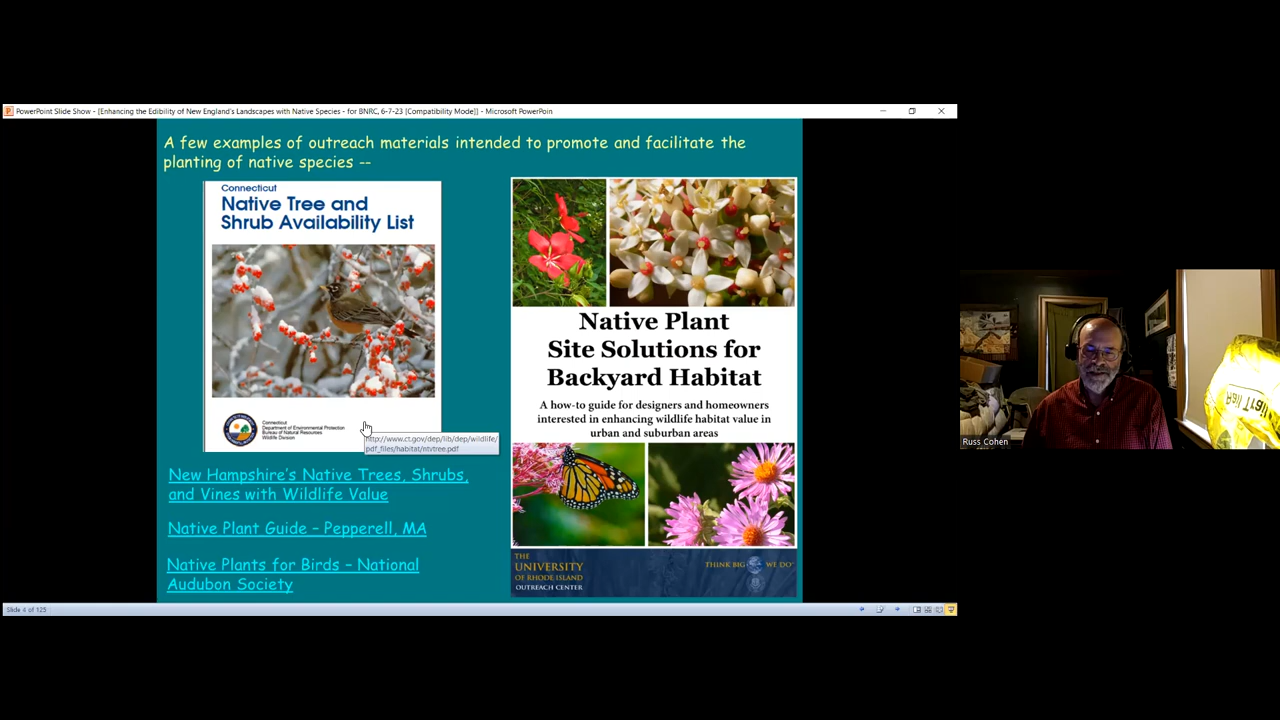 PowerPoint Slide Show - [Enhancing the Edibility of New England's Landscapes with Native Species - for BNRC, 6-7-23 [Compatibility Mode]] - Microsoft PowerPoin
A few examples of outreach materials intended to promote and facilitate the
planting of native species --
Connecticut
Native Tree and
Shrub Availability List
Connecticut
Department of Environmental Protection
Bureau of Natural Resources
Wildlife Division
http://www.ct.gov/dep/lib/dep/wildlife/
pdf_files/habitat/ntvtree.pdf
New Hampshire's Native Trees, Shrubs,
and Vines with Wildlife Value
Native Plant Guide – Pepperell, MA
Native Plants for Birds – National
Audubon Society
Native Plant
Site Solutions for
Backyard Habitat
A how-to guide for designers and homeowners
interested in enhancing wildlife habitat value in
urban and suburban areas
THE
UNIVERSITY
OF RHODE ISLAND
OUTREACH CENTER
THINK BIG WE DO
Slide 4 of 125
Russ Cohen